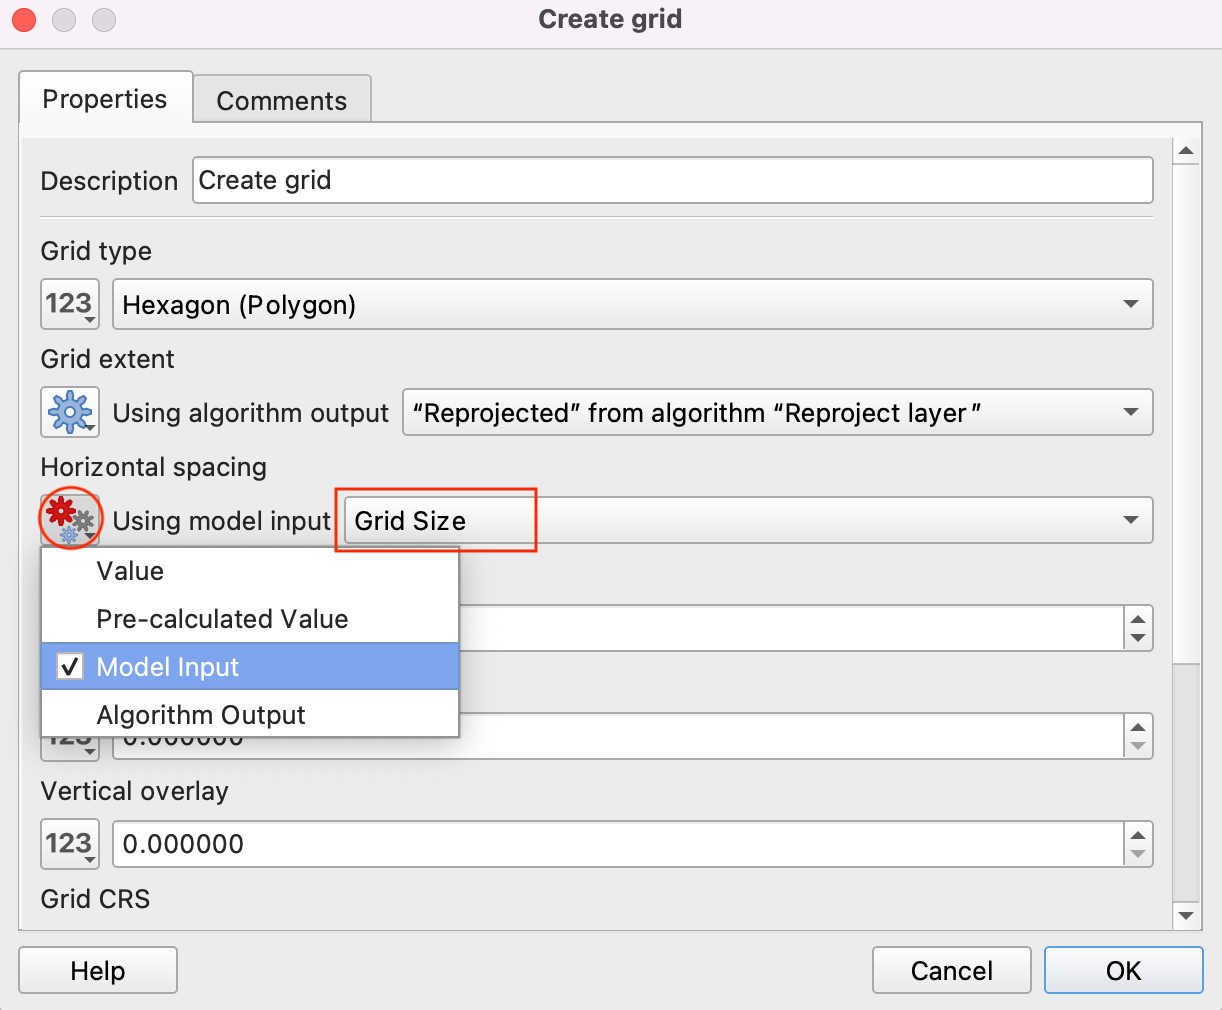 Create grid
Properties
Comments
Description
Create grid
Grid type
123
Hexagon (Polygon)
Grid extent
Using algorithm output
“Reprojected” from algorithm “Reproject layer”
Horizontal spacing
Using model input
Grid Size
Value
Pre-calculated Value
Model Input
Algorithm Output
123
0.000000
Vertical overlay
123
0.000000
Grid CRS
Help
Cancel
OK